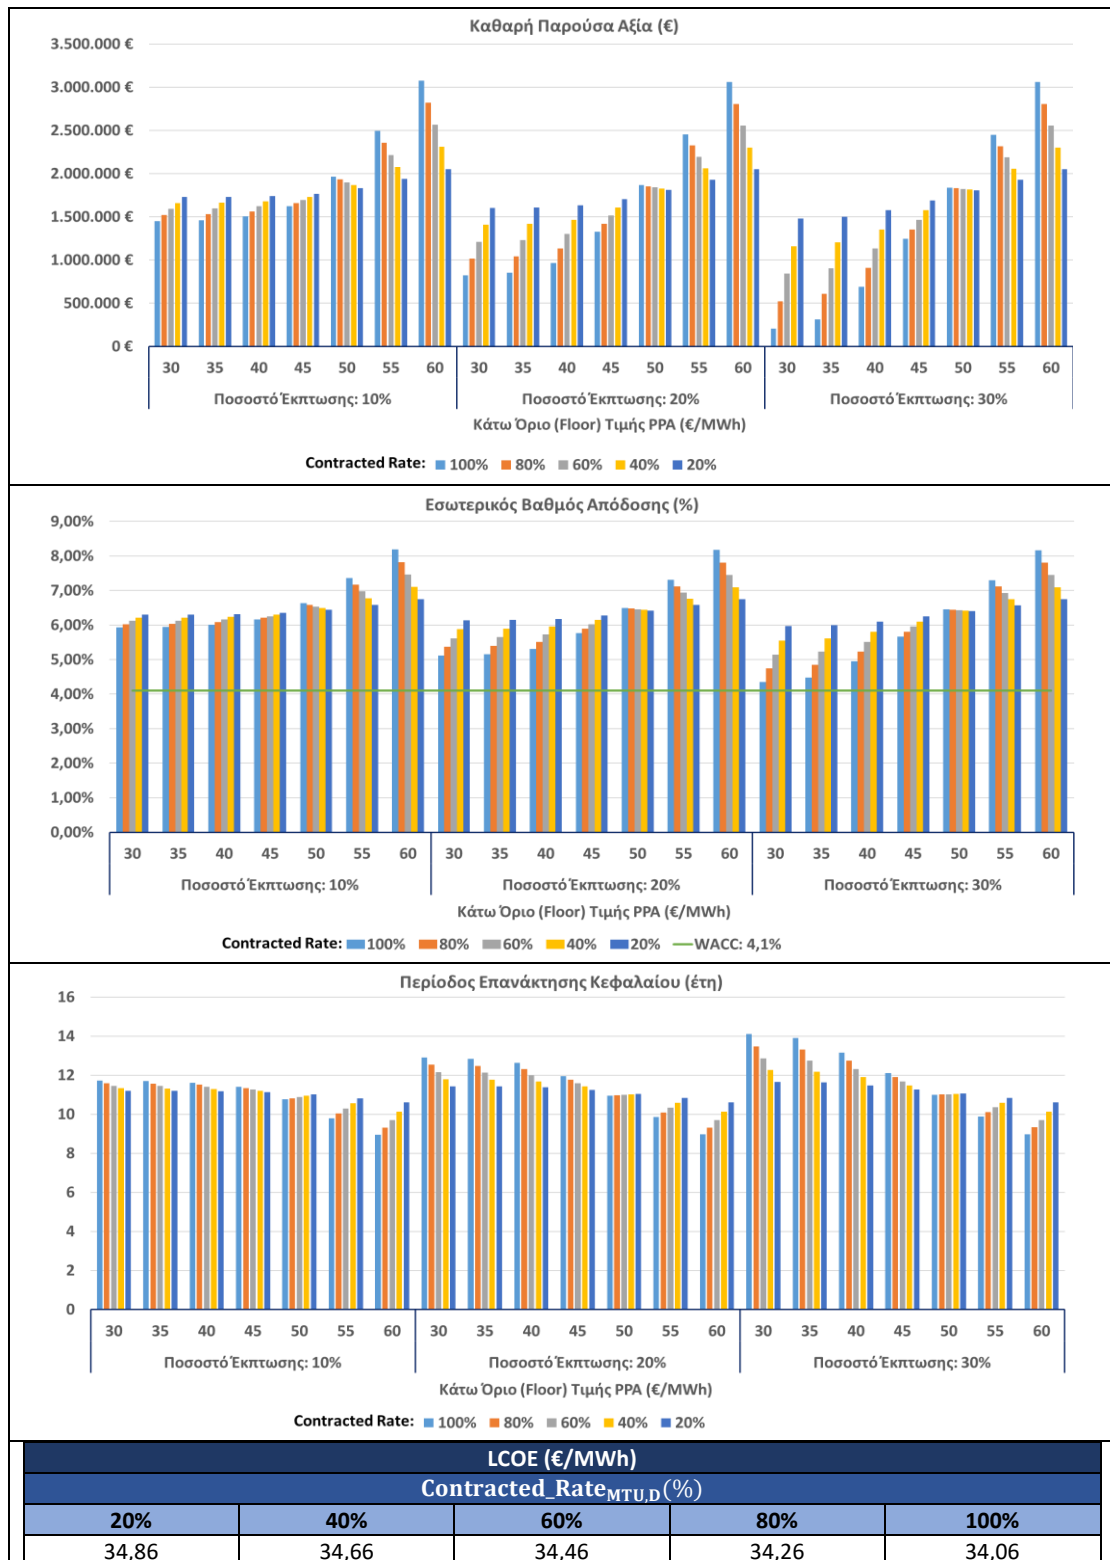 Καθαρή Παρούσα Αξία (€)
3.500.000 €
3.000.000 €
2.500.000 €
2.000.000 €
1.500.000 €
1.000.000 €
500.000 €
0 €
30 35 40 45 50 55 60 30 35 40 45 50 55 60 30 35 40 45 50 55 60
Ποσοστό Έκπτωσης: 10% Ποσοστό Έκπτωσης: 20% Ποσοστό Έκπτωσης: 30%
Κάτω Όριο (Floor) Τιμής PPA (€/MWh)
Contracted Rate: 100% 80% 60% 40% 20%
Εσωτερικός Βαθμός Απόδοσης (%)
9,00%
8,00%
7,00%
6,00%
5,00%
4,00%
3,00%
2,00%
1,00%
0,00%
30 35 40 45 50 55 60 30 35 40 45 50 55 60 30 35 40 45 50 55 60
Ποσοστό Έκπτωσης: 10% Ποσοστό Έκπτωσης: 20% Ποσοστό Έκπτωσης: 30%
Κάτω Όριο (Floor) Τιμής PPA (€/MWh)
Contracted Rate: 100% 80% 60% 40% 20% WACC: 4,1%
Περίοδος Επανάκτησης Κεφαλαίου (έτη)
16
14
12
10
8
6
4
2
0
30 35 40 45 50 55 60 30 35 40 45 50 55 60 30 35 40 45 50 55 60
Ποσοστό Έκπτωσης: 10% Ποσοστό Έκπτωσης: 20% Ποσοστό Έκπτωσης: 30%
Κάτω Όριο (Floor) Τιμής PPA (€/MWh)
Contracted Rate: 100% 80% 60% 40% 20%
LCOE (€/MWh)
Contracted_Rate MTU,D (%)
20% 40% 60% 80% 100%
34,86 34,66 34,46 34,26 34,06